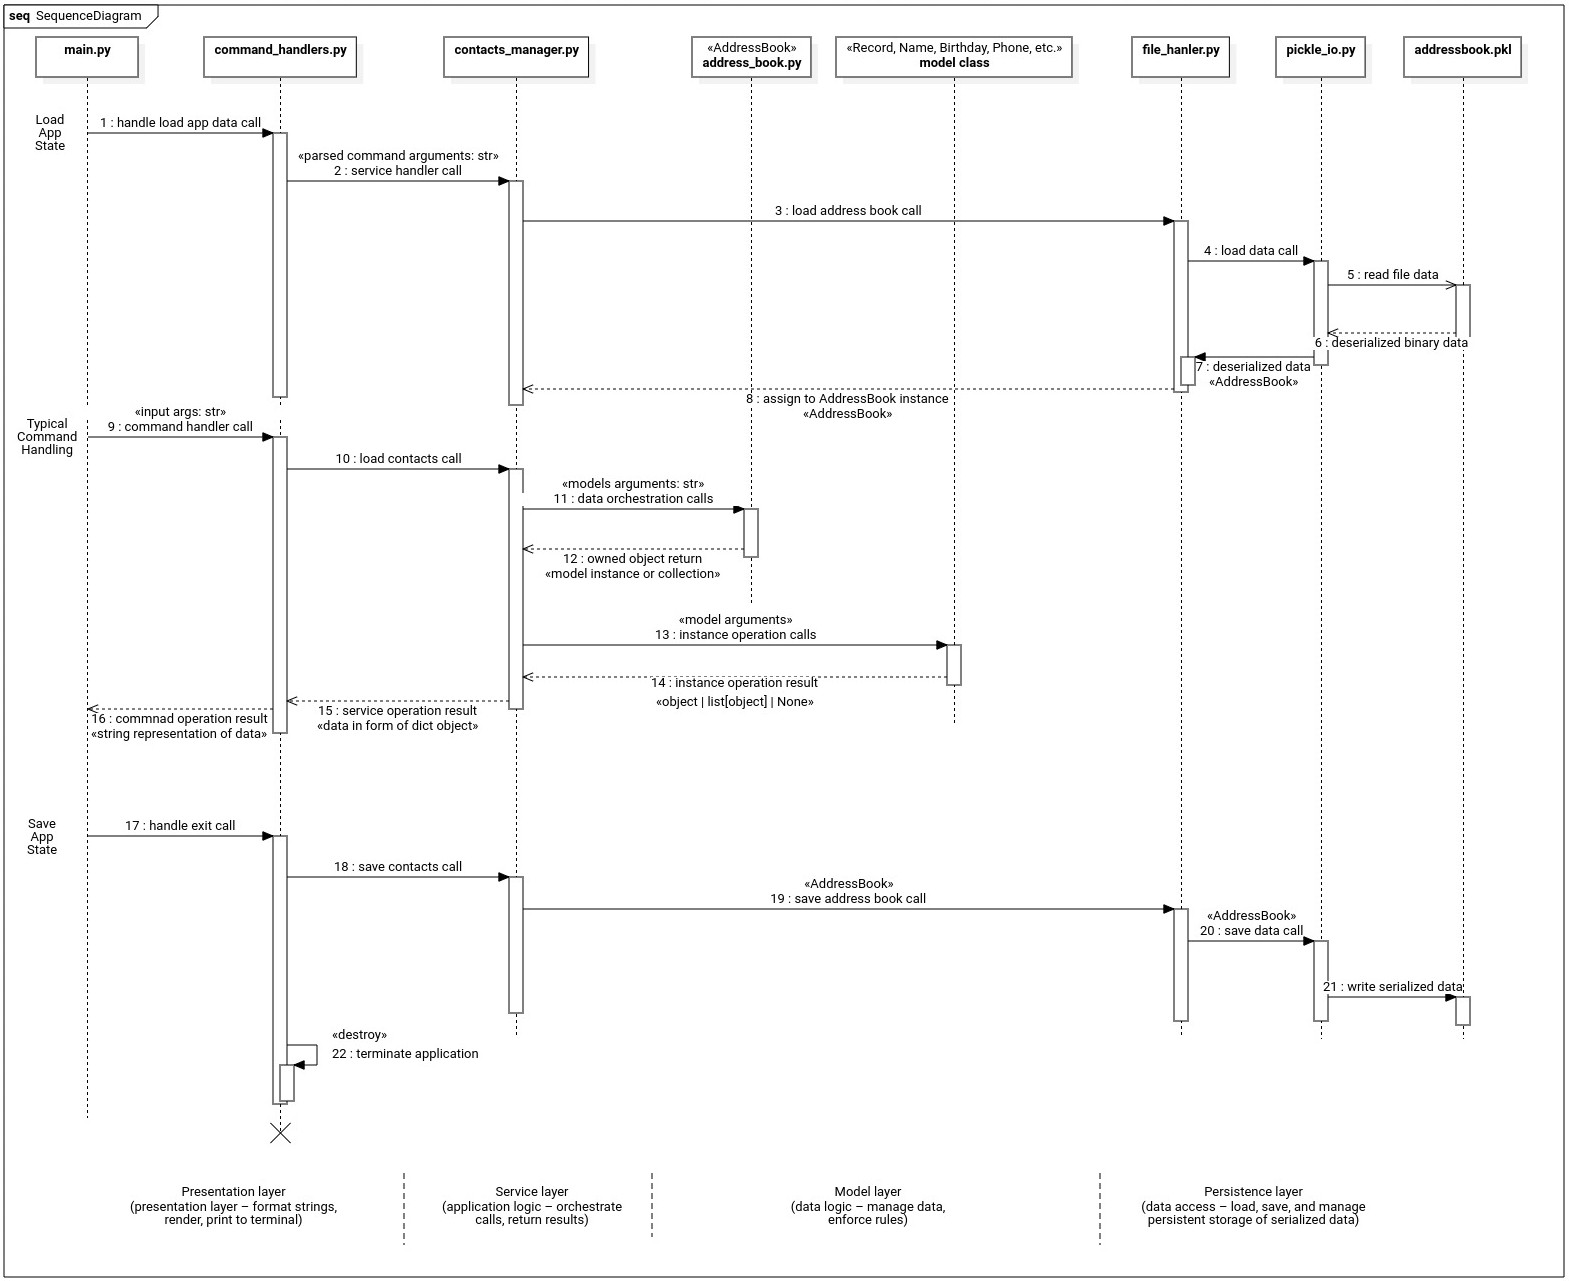 seq SequenceDiagram
main.py
command_handlers.py
contacts_manager.py
«AddressBook»
address_book.py
«Record, Name, Birthday, Phone, etc.»
model class
file_hanler.py
pickle_io.py
addressbook.pkl
Load
App
State
1 : handle load app data call
«parsed command arguments: str»
2 : service handler call
3 : load address book call
4 : load data call
5 : read file data
6 : deserialized binary data
7 : deserialized data
«AddressBook»
8 : assign to AddressBook instance
«AddressBook»
Typical
Command
Handling
«input args: str»
9 : command handler call
10 : load contacts call
«models arguments: str»
11 : data orchestration calls
12 : owned object return
«model instance or collection»
«model arguments»
13 : instance operation calls
14 : instance operation result
«object | list[object] | None»
15 : service operation result
«data in form of dict object»
16 : commnad operation result
«string representation of data»
Save
App
State
17 : handle exit call
18 : save contacts call
«AddressBook»
19 : save address book call
«AddressBook»
20 : save data call
21 : write serialized data
«destroy»
22 : terminate application
Presentation layer
(presentation layer – format strings,
render, print to terminal)
Service layer
(application logic – orchestrate
calls, return results)
Model layer
(data logic – manage data,
enforce rules)
Persistence layer
(data access – load, save, and manage
persistent storage of serialized data)